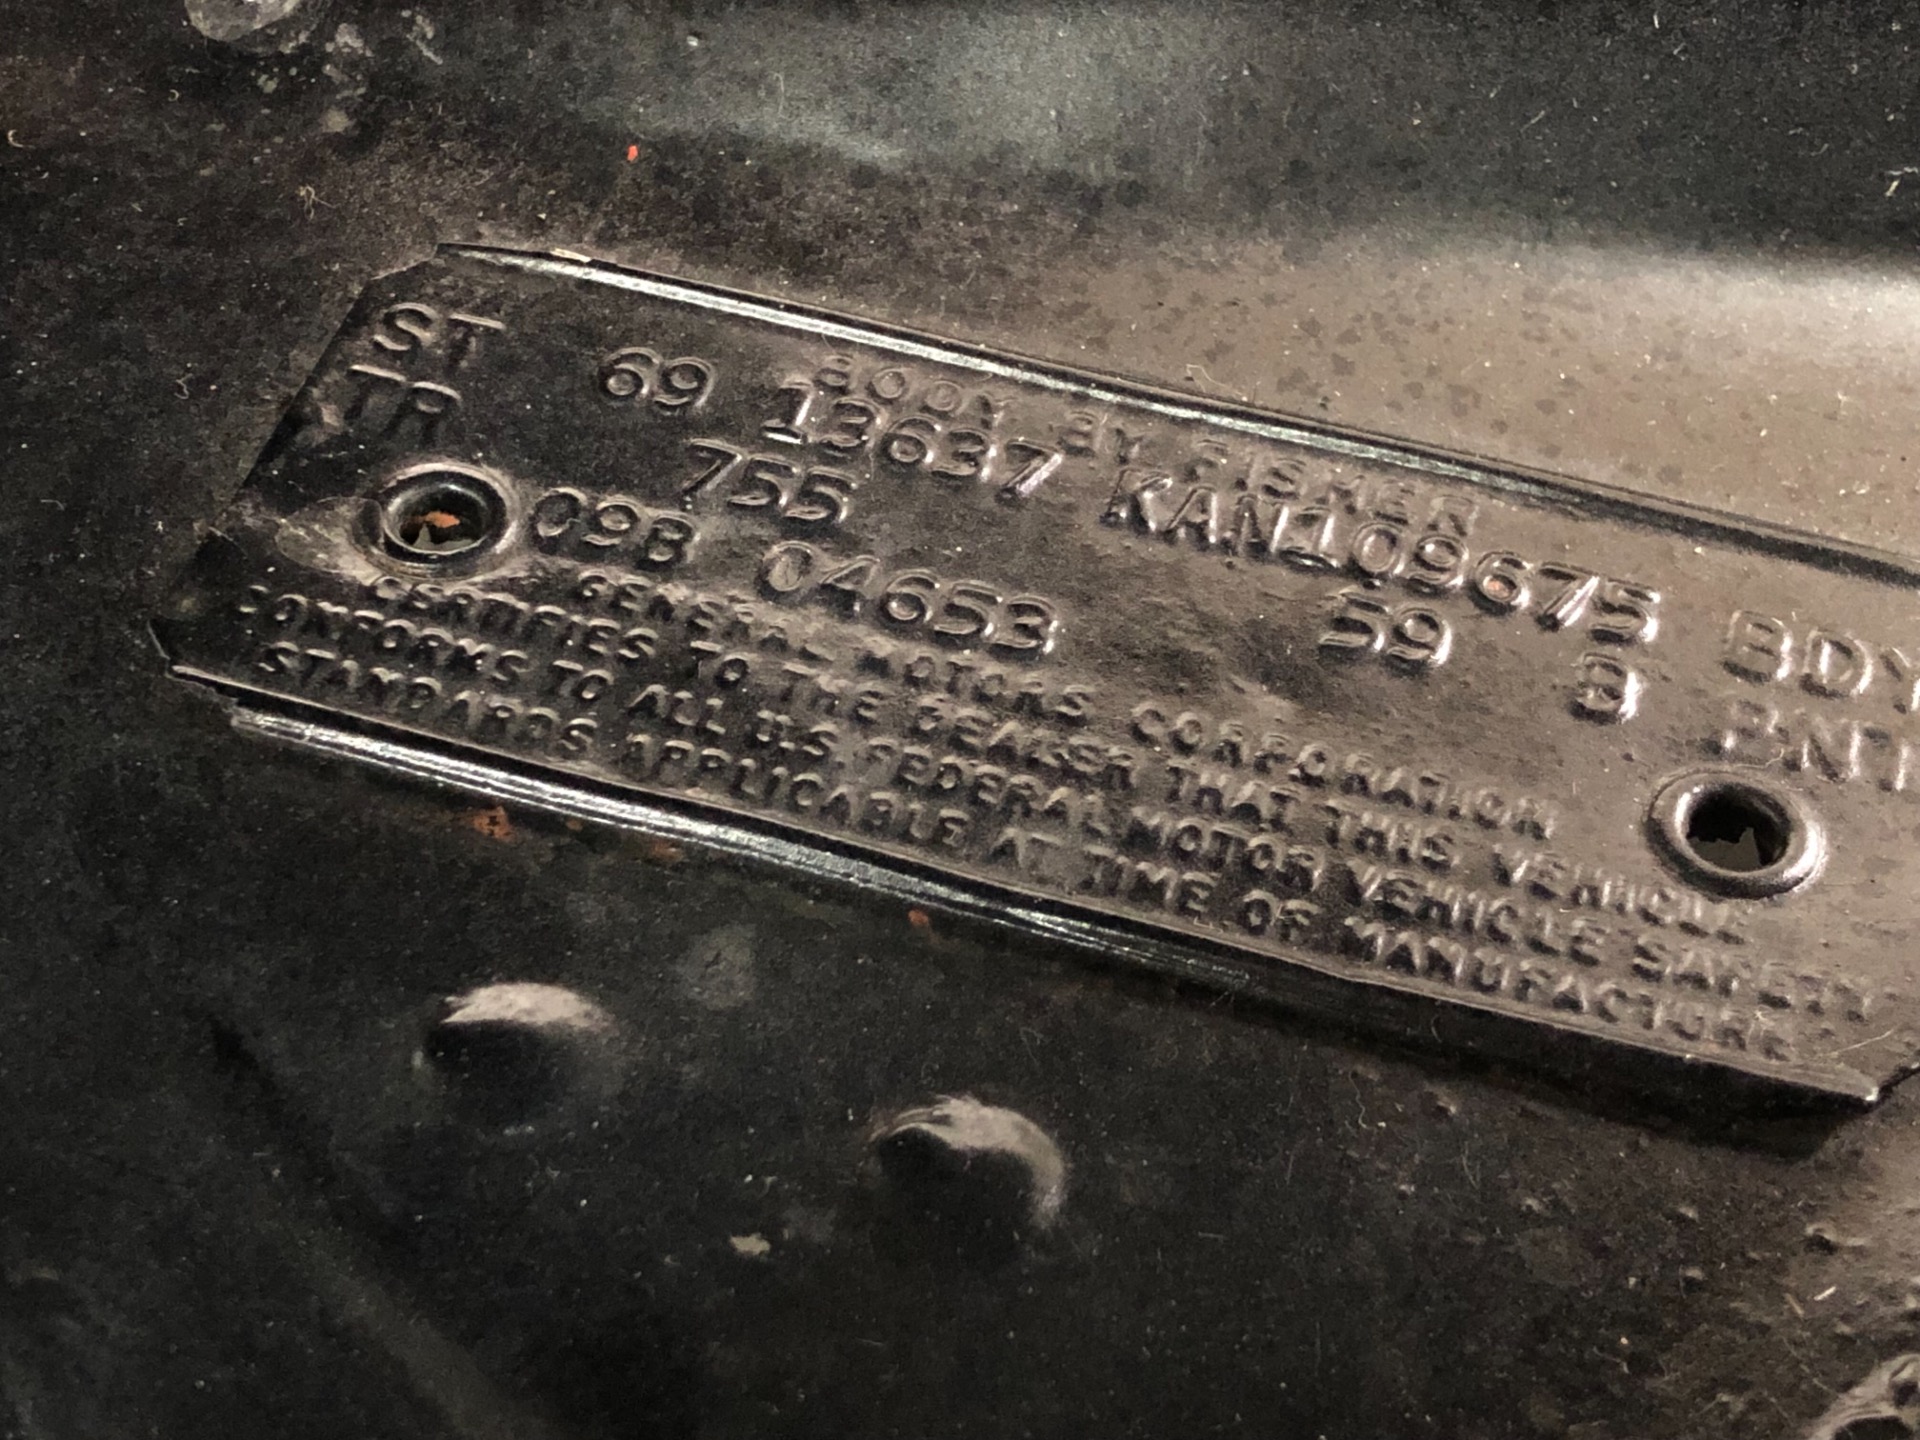 BODY BY FISHER
ST 69 13637 KAN109675 BDY
TR 755 59 B PNT
09B 04653
GENERAL MOTORS CORPORATION
CERTIFIES TO THE DEALER THAT THIS VEHICLE
CONFORMS TO ALL U.S. FEDERAL MOTOR VEHICLE SAFETY
STANDARDS APPLICABLE AT TIME OF MANUFACTURE